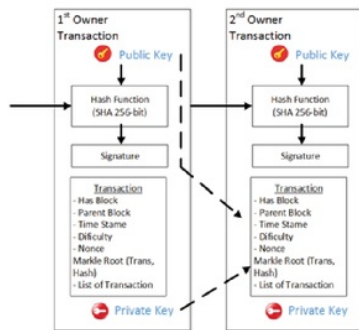 1st Owner
Transaction
Public Key
Hash Function
(SHA 256-bit)
Signature
Transaction
- Has Block
- Parent Block
- Time Stame
- Dificulty
- Nonce
Markle Root (Trans,
Hash)
- List of Transaction
Private Key
2nd Owner
Transaction
Public Key
Hash Function
(SHA 256-bit)
Signature
Transaction
- Has Block
- Parent Block
- Time Stame
- Dificulty
- Nonce
Markle Root (Trans,
Hash)
- List of Transaction
Private Key